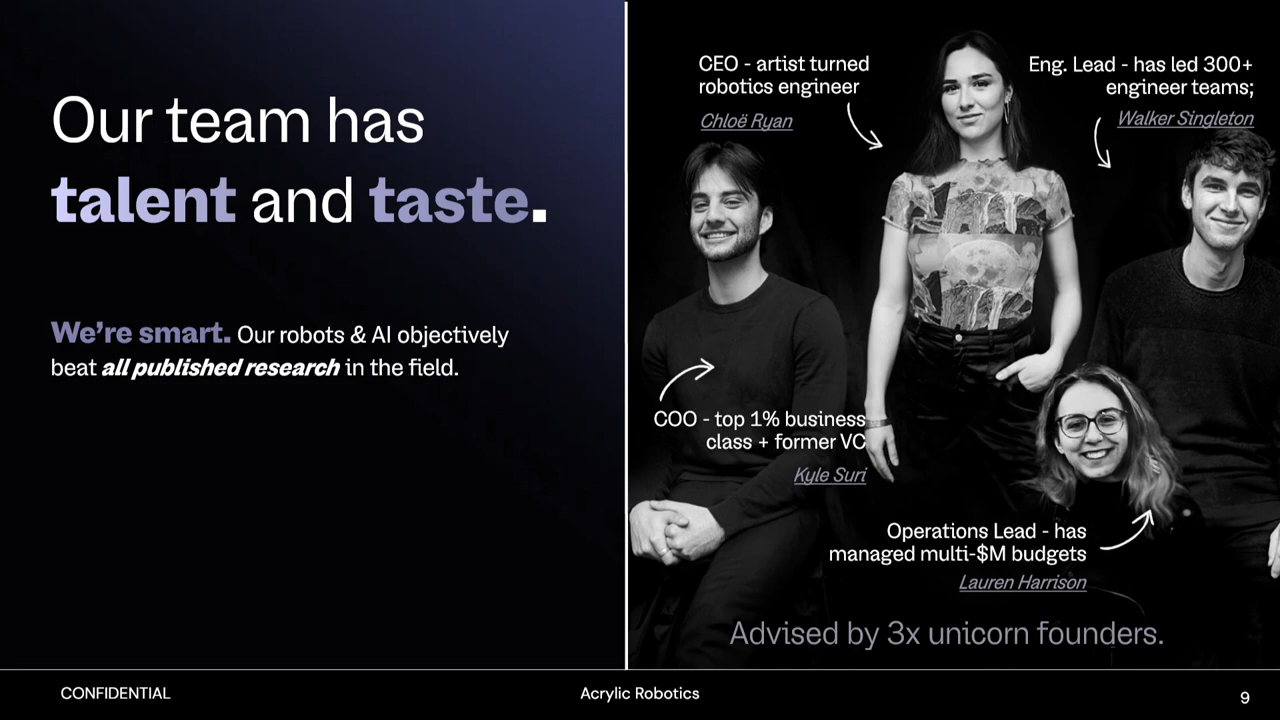 Our team has
talent and taste.
We’re smart. Our robots & AI objectively
beat all published research in the field.
CEO - artist turned
robotics engineer
Chloë Ryan
Eng. Lead - has led 300+
engineer teams;
Walker Singleton
COO - top 1% business
class + former VC
Kyle Suri
Operations Lead - has
managed multi-$M budgets
Lauren Harrison
Advised by 3x unicorn founders.
CONFIDENTIAL
Acrylic Robotics
9